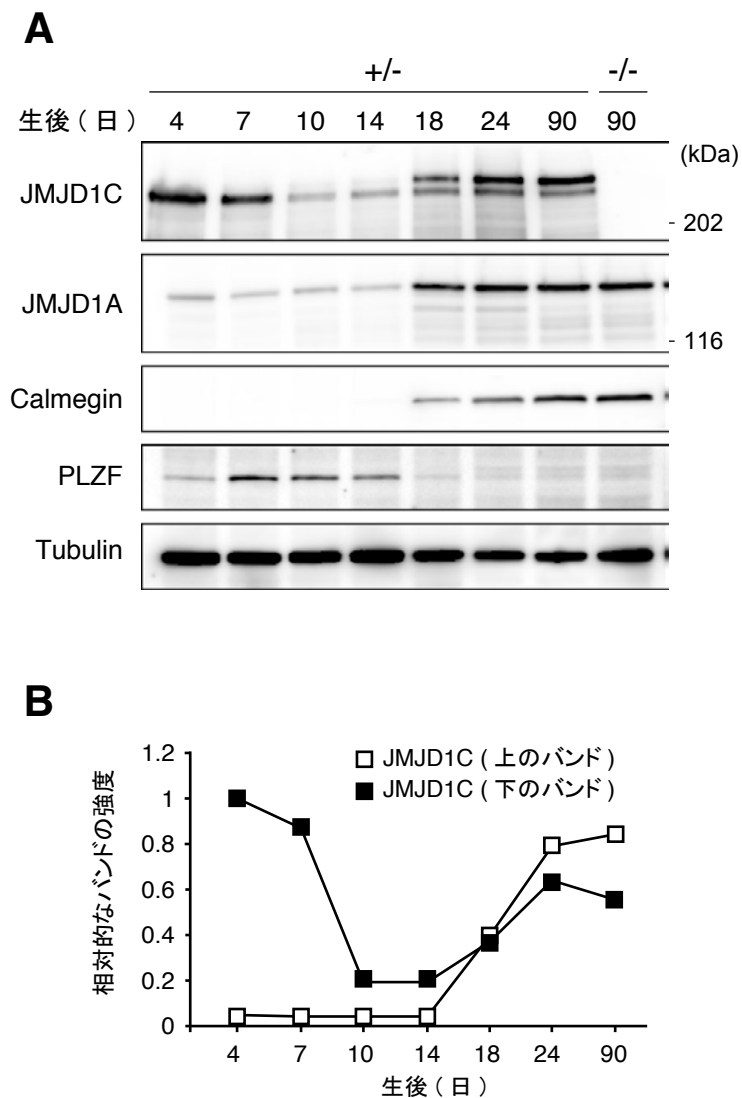 A
+/- -/-
生後 ( 日 ) 4 7 10 14 18 24 90 90
(kDa)
JMJD1C
- 202
JMJD1A
- 116
Calmegin
PLZF
Tubulin
B
1.2
1
0.8
0.6
0.4
0.2
0
相対的なバンドの強度
JMJD1C ( 上のバンド )
JMJD1C ( 下のバンド )
4 7 10 14 18 24 90
生後 ( 日 )